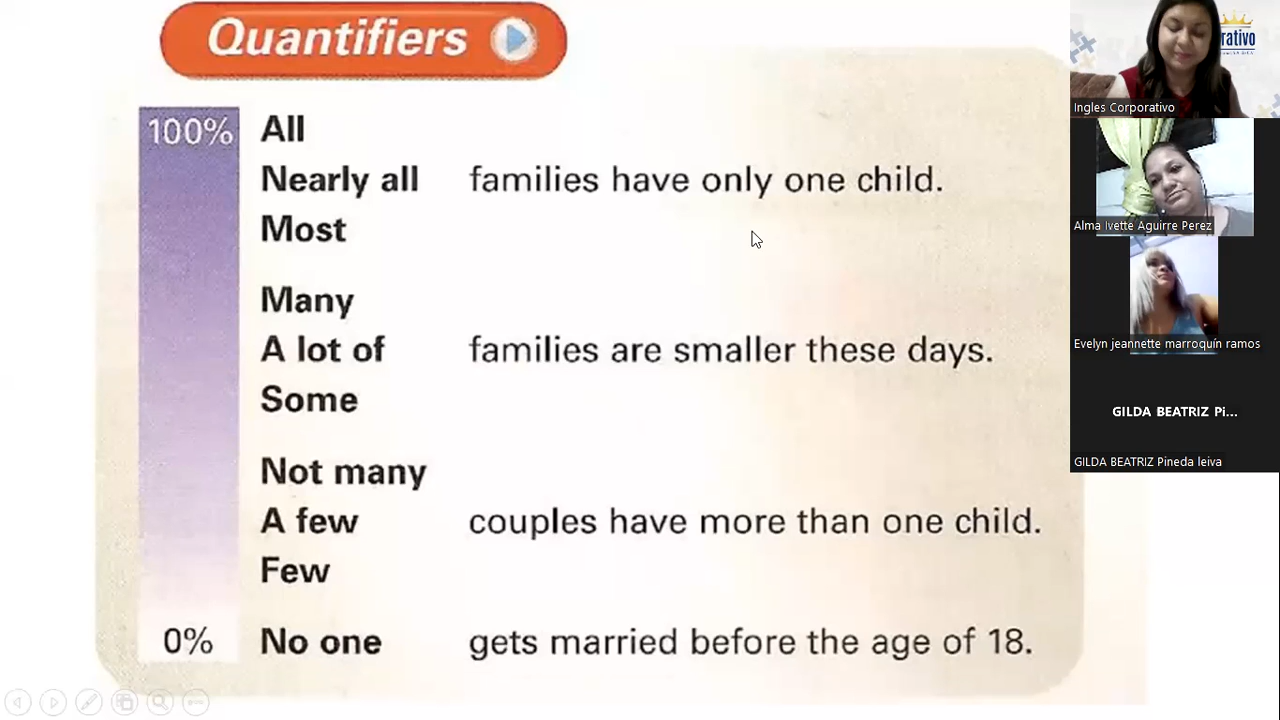 Quantifiers
100% All
Nearly all families have only one child.
Most
Many
A lot of families are smaller these days.
Some
Not many
A few couples have more than one child.
Few
0% No one gets married before the age of 18.
Ingles Corporativo
Alma Ivette Aguirre Perez
Evelyn jeannette marroquín ramos
GILDA BEATRIZ Pi...
GILDA BEATRIZ Pineda leiva